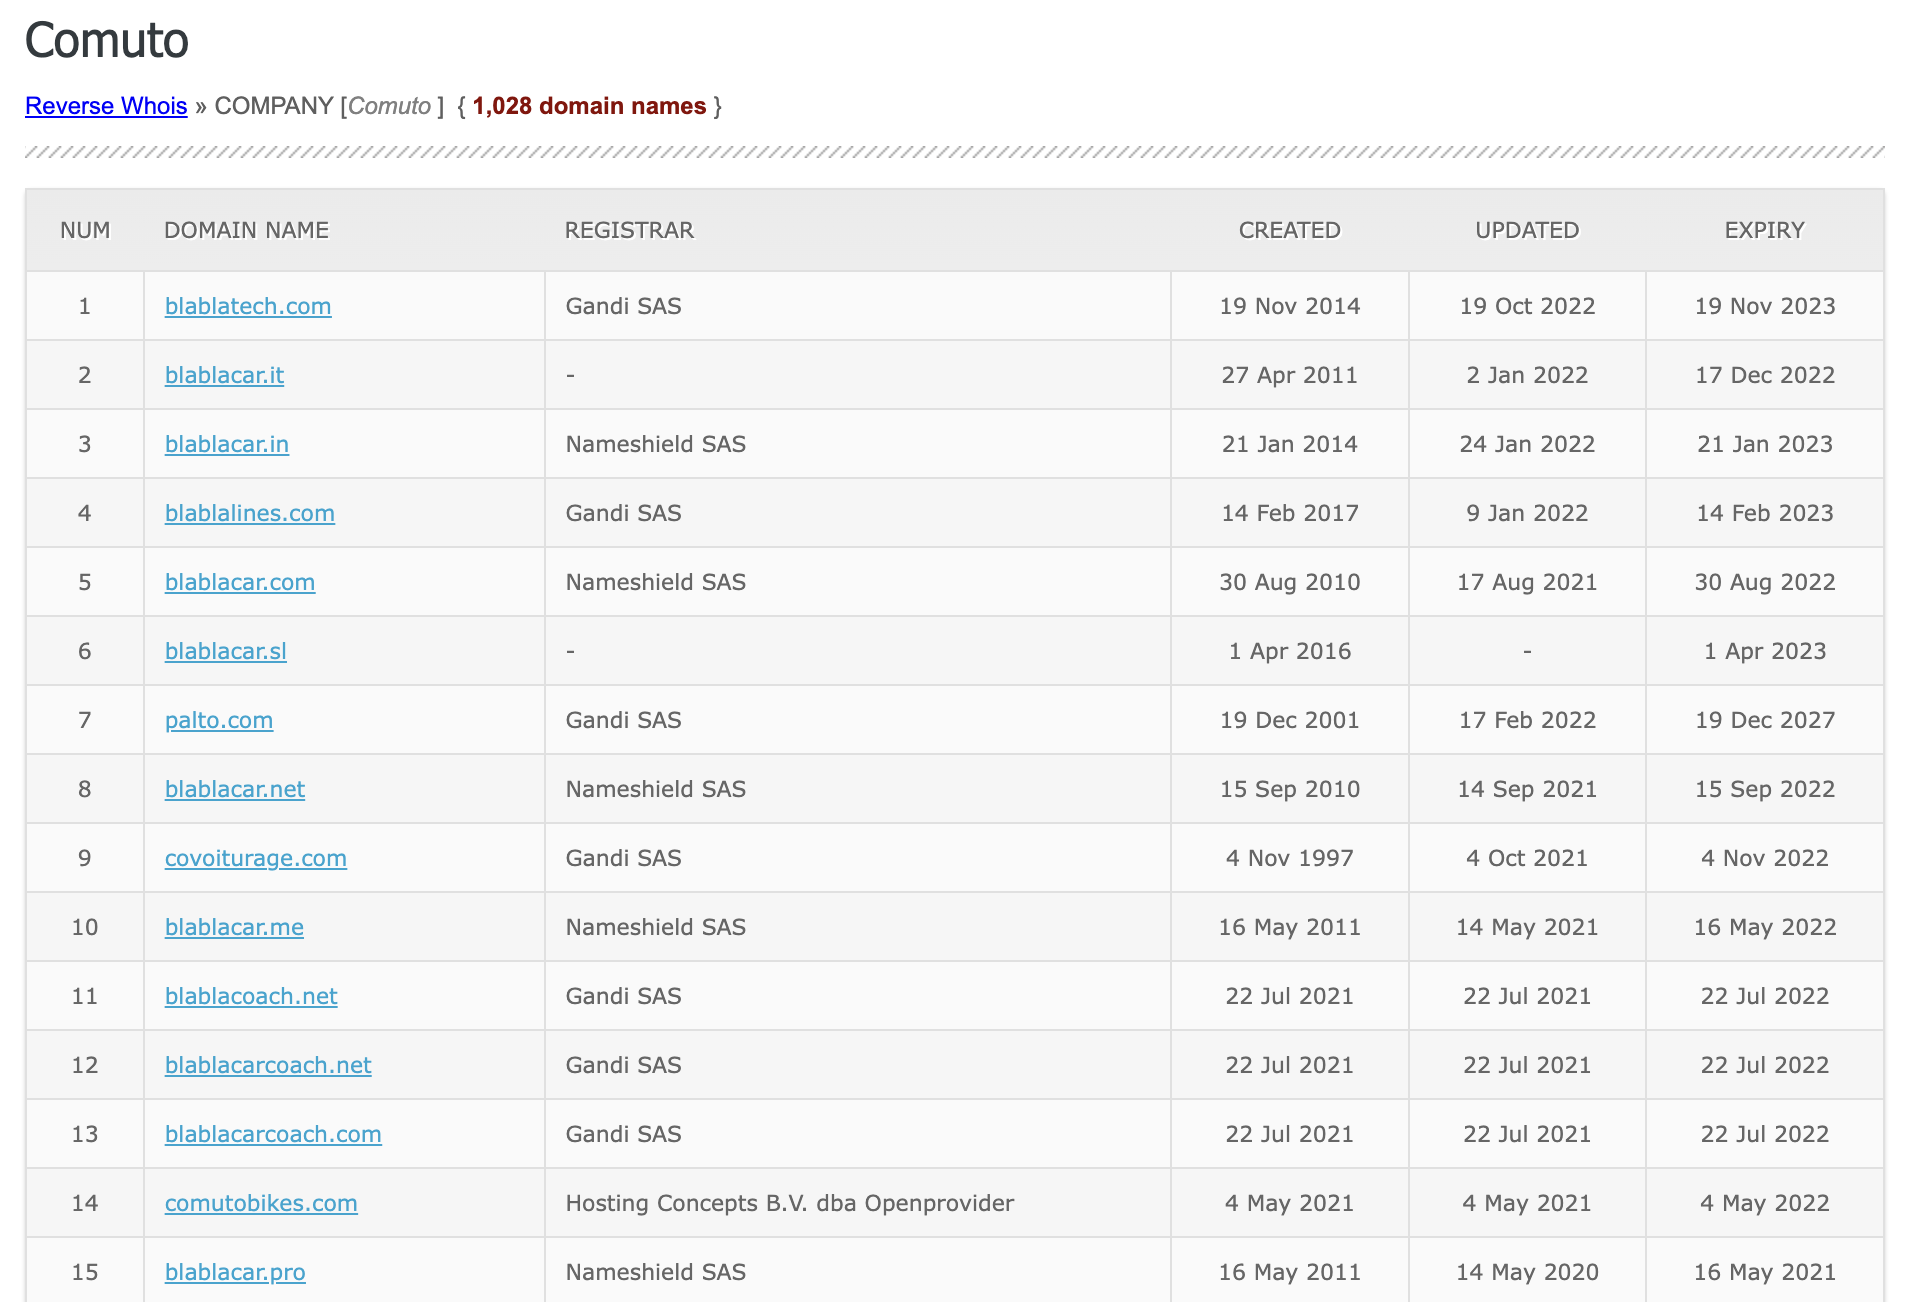 Comuto
Reverse Whois » COMPANY [Comuto ] { 1,028 domain names }
NUM DOMAIN NAME REGISTRAR CREATED UPDATED EXPIRY
1 blablatech.com Gandi SAS 19 Nov 2014 19 Oct 2022 19 Nov 2023
2 blablacar.it - 27 Apr 2011 2 Jan 2022 17 Dec 2022
3 blablacar.in Nameshield SAS 21 Jan 2014 24 Jan 2022 21 Jan 2023
4 blablalines.com Gandi SAS 14 Feb 2017 9 Jan 2022 14 Feb 2023
5 blablacar.com Nameshield SAS 30 Aug 2010 17 Aug 2021 30 Aug 2022
6 blablacar.sl - 1 Apr 2016 - 1 Apr 2023
7 palto.com Gandi SAS 19 Dec 2001 17 Feb 2022 19 Dec 2027
8 blablacar.net Nameshield SAS 15 Sep 2010 14 Sep 2021 15 Sep 2022
9 covoiturage.com Gandi SAS 4 Nov 1997 4 Oct 2021 4 Nov 2022
10 blablacar.me Nameshield SAS 16 May 2011 14 May 2021 16 May 2022
11 blablacoach.net Gandi SAS 22 Jul 2021 22 Jul 2021 22 Jul 2022
12 blablacarcoach.net Gandi SAS 22 Jul 2021 22 Jul 2021 22 Jul 2022
13 blablacarcoach.com Gandi SAS 22 Jul 2021 22 Jul 2021 22 Jul 2022
14 comutobikes.com Hosting Concepts B.V. dba Openprovider 4 May 2021 4 May 2021 4 May 2022
15 blablacar.pro Nameshield SAS 16 May 2011 14 May 2020 16 May 2021